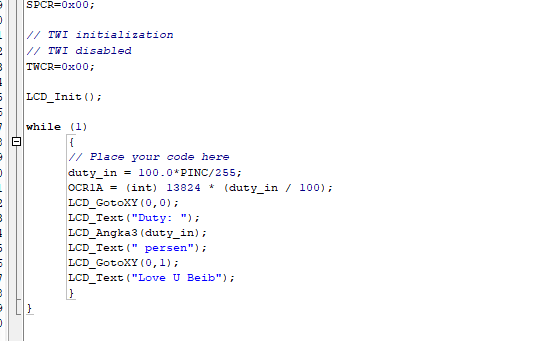 SPCR=0x00;
// TWI initialization
// TWI disabled
TWCR=0x00;
LCD_Init();
while (1)
{
// Place your code here
duty_in = 100.0*PINC/255;
OCR1A = (int) 13824 * (duty_in / 100);
LCD_GotoXY(0,0);
LCD_Text("Duty: ");
LCD_Angka3(duty_in);
LCD_Text(" persen");
LCD_GotoXY(0,1);
LCD_Text("Love U Beib");
}
}